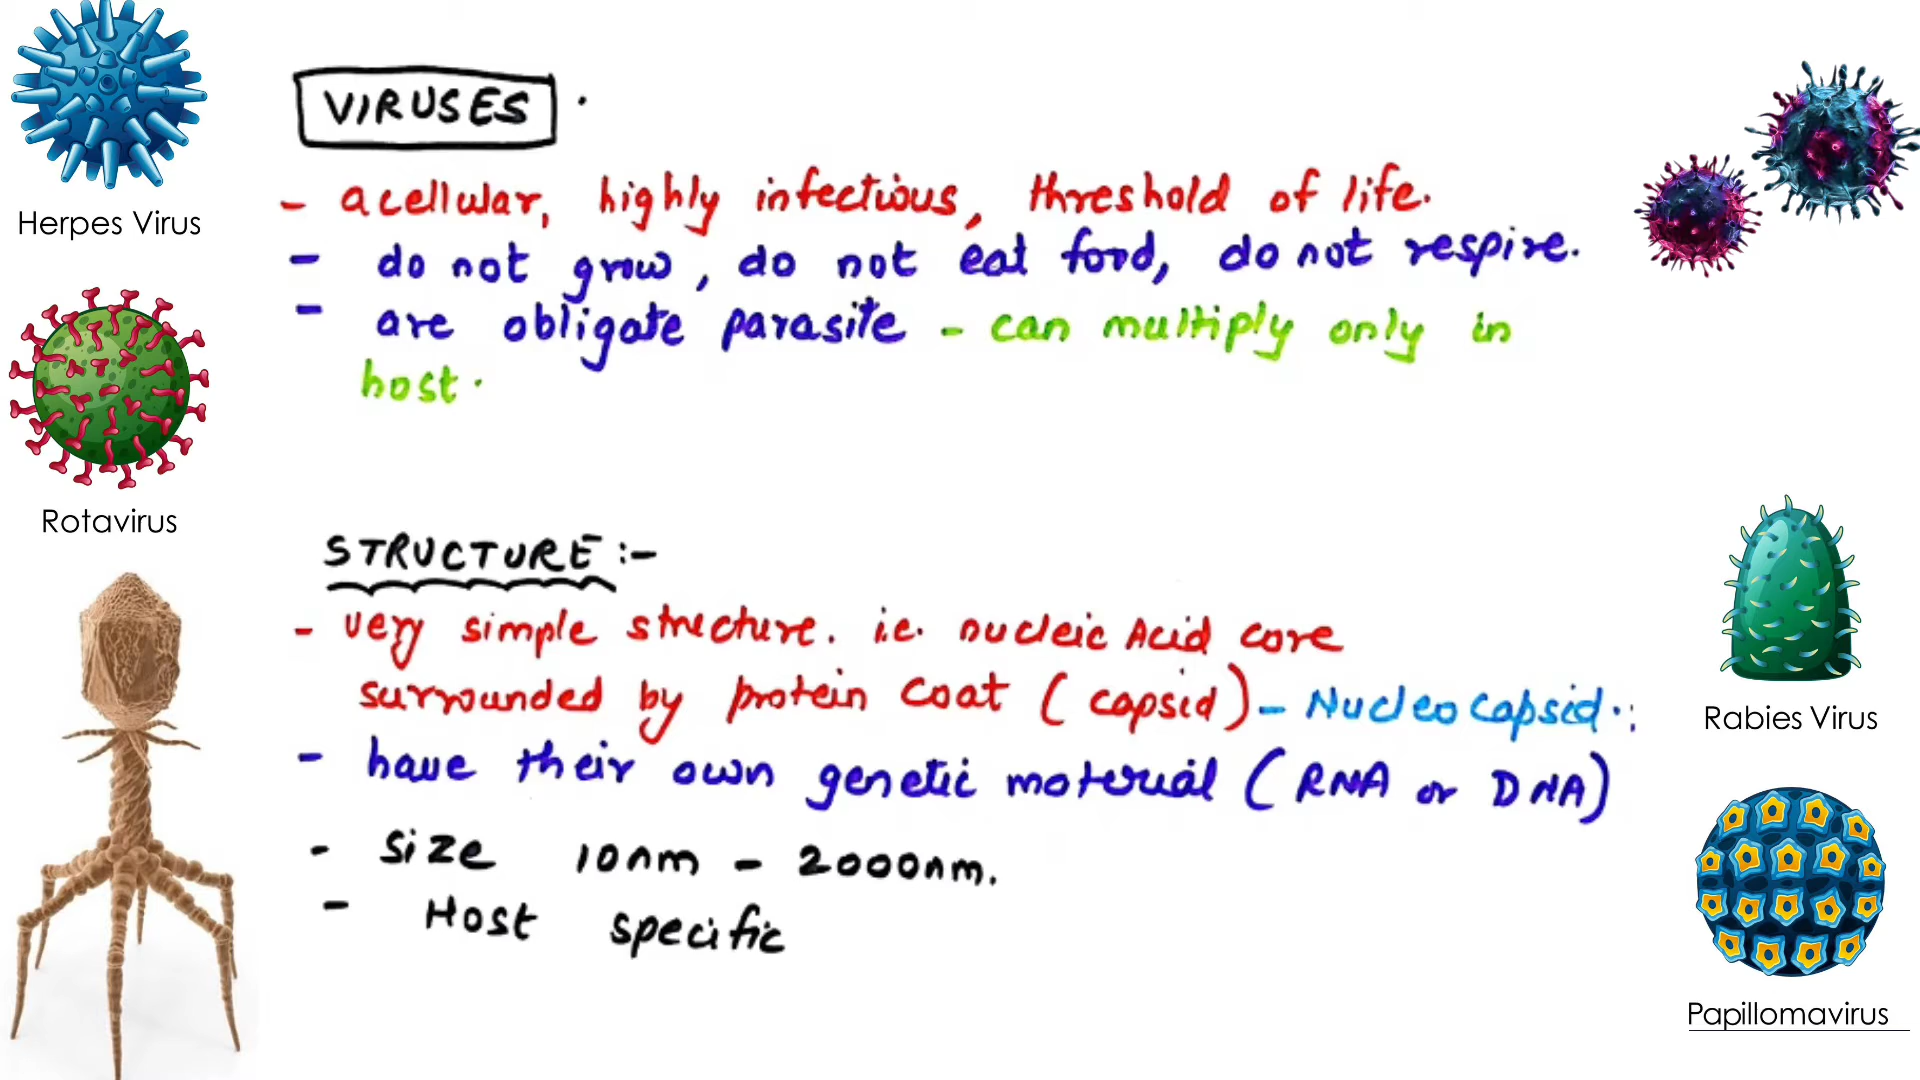 VIRUSES
- acellular, highly infectious, threshold of life.
- do not grow, do not eat food, do not respire.
- are obligate parasite - can multiply only in
host.
STRUCTURE :-
- very simple structure. i.e. nucleic Acid core
surrounded by protein coat (capsid) - Nucleocapsid.
- have their own genetic material (RNA or DNA)
- Size 10nm - 2000nm.
- Host specific
Herpes Virus
Rotavirus
Rabies Virus
Papillomavirus